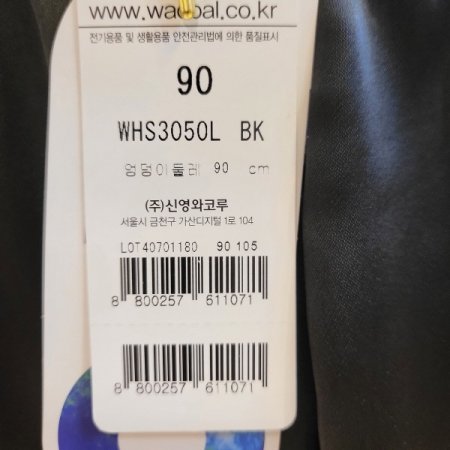 www.wacoal.co.kr
전기용품 및 생활용품 안전관리법에 의한 품질표시
90
WHS3050L BK
엉덩이둘레 90 cm
(주)신영와코루
서울시 금천구 가산디지털 1로 104
LOT40701180 90 105
8 800257 611071
8 800257 611071